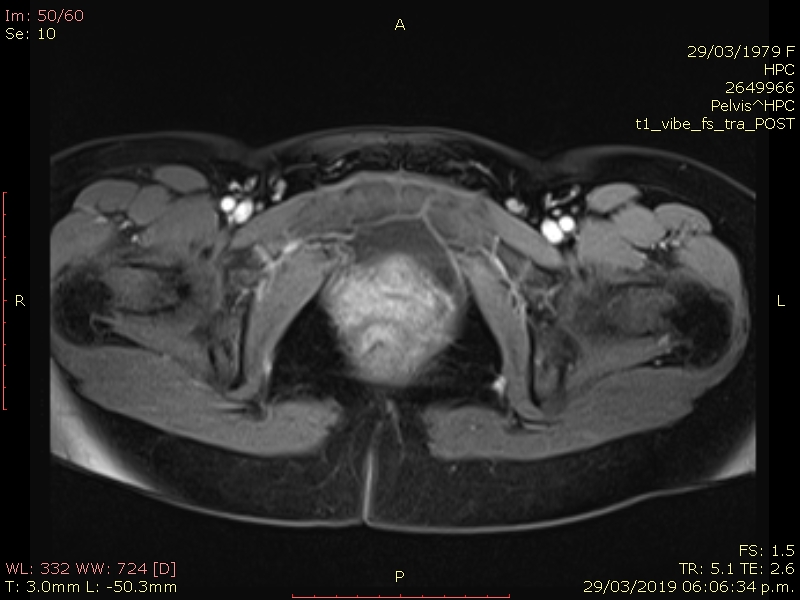 Im: 50/60
Se: 10
A
29/03/1979 F
HPC
2649966
Pelvis^HPC
t1_vibe_fs_tra_POST
R
L
WL: 332 WW: 724 [D]
T: 3.0mm L: -50.3mm
P
FS: 1.5
TR: 5.1 TE: 2.6
29/03/2019 06:06:34 p.m.